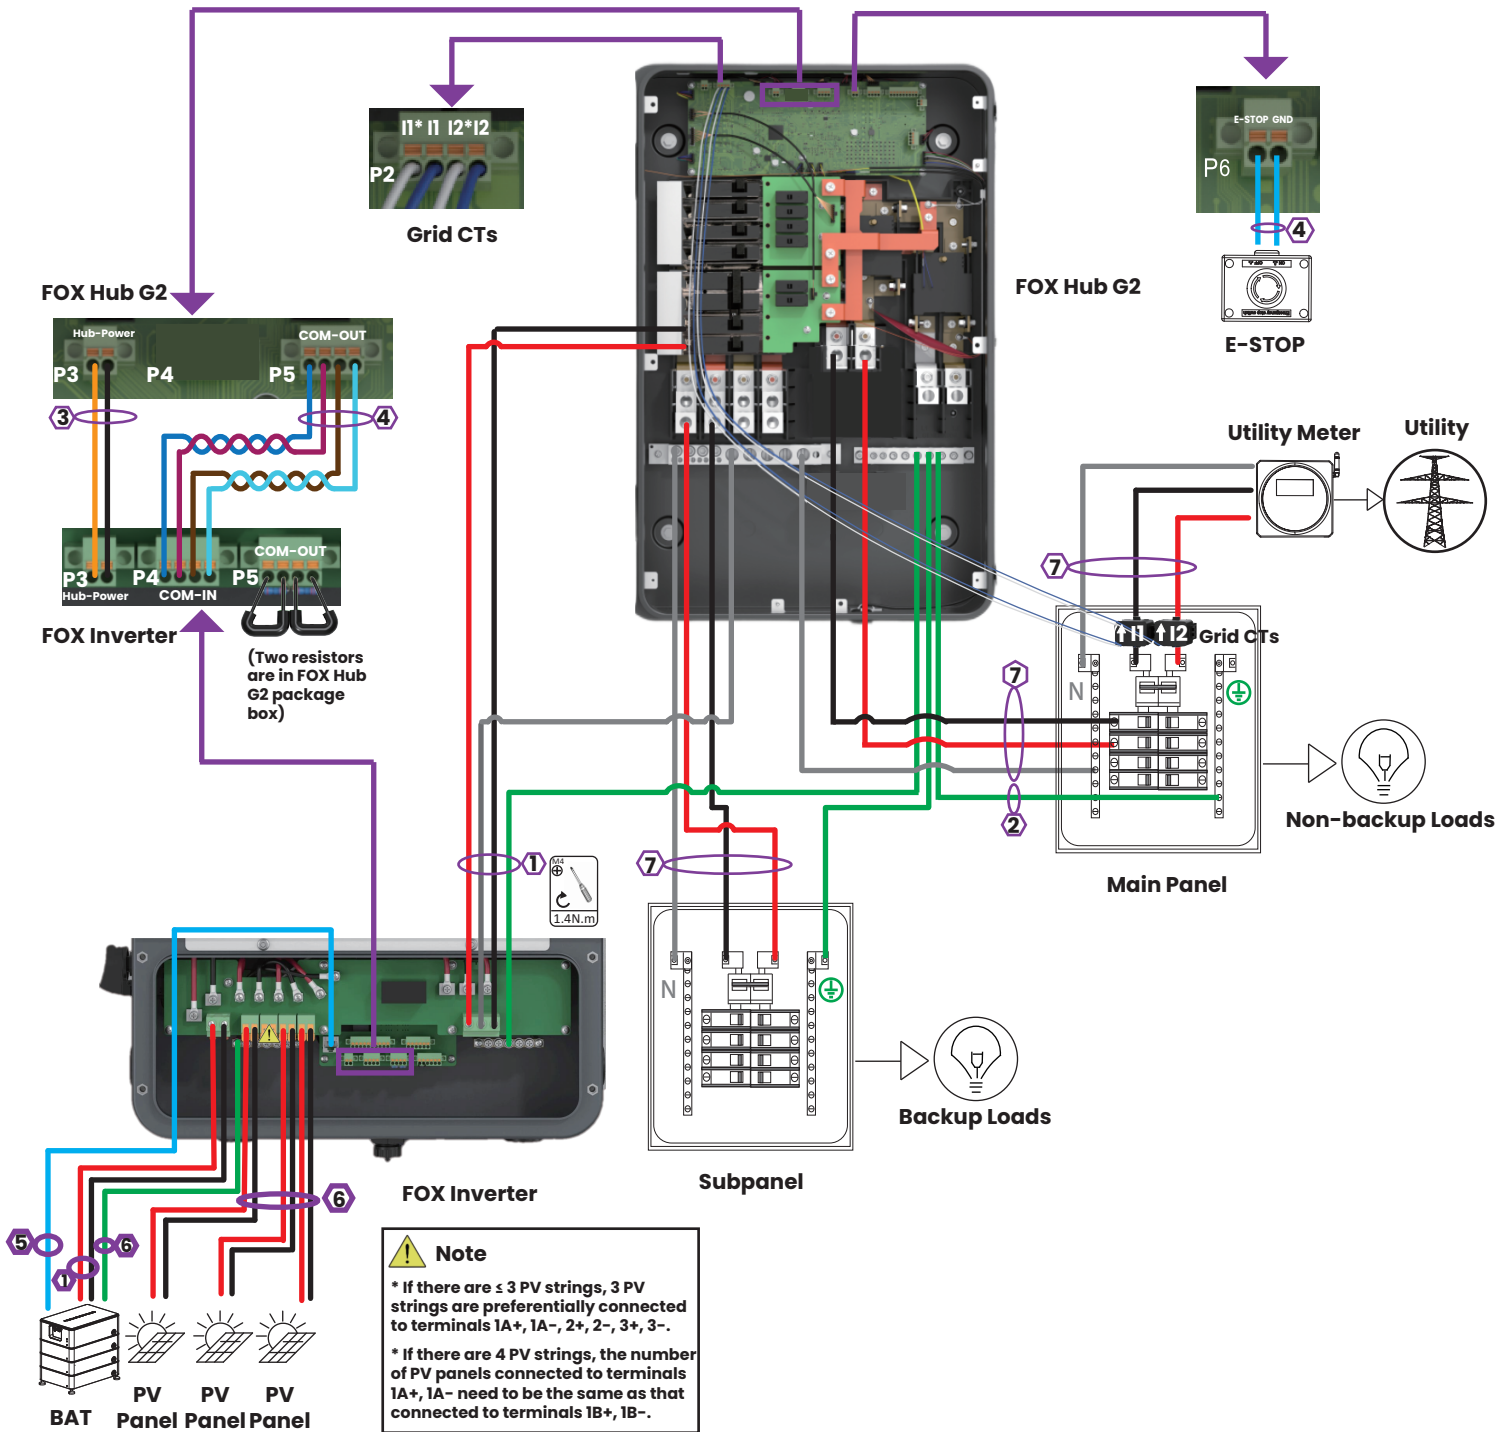 I1* I1 I2* I2
P2
Grid CTs
E-STOP GND
P6
4
E-STOP
FOX Hub G2
FOX Hub G2
Hub-Power
COM-OUT
P3
P4
P5
3
4
COM-OUT
P3
P4
P5
Hub-Power
COM-IN
FOX Inverter
(Two resistors
are in FOX Hub
G2 package
box)
Utility Meter
Utility
7
I1
I2
Grid CTs
N
7
2
Non-backup Loads
Main Panel
1
M4
1.4N.m
7
N
Backup Loads
Subpanel
FOX Inverter
6
5
1
6
BAT
PV
Panel
PV
Panel
PV
Panel
Note
* If there are ≤ 3 PV strings, 3 PV
strings are preferentially connected
to terminals 1A+, 1A-, 2+, 2-, 3+, 3-.
* If there are 4 PV strings, the number
of PV panels connected to terminals
1A+, 1A- need to be the same as that
connected to terminals 1B+, 1B-.